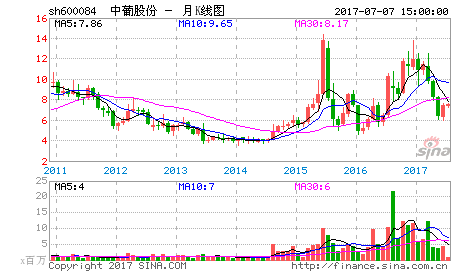 sh600084 中葡股份 － 月K线图 2017-07-07 15:00:00
MA5:7.86 MA10:9.65 MA30:8.17
16
14
12
10
8
6
4
2
sina
2011 2012 2013 2014 2015 2016 2017
MA5:4 MA10:7 MA30:6
25
20
15
10
5
x百万
Copyright 2017 SINA.COM http://finance.sina.com.cn